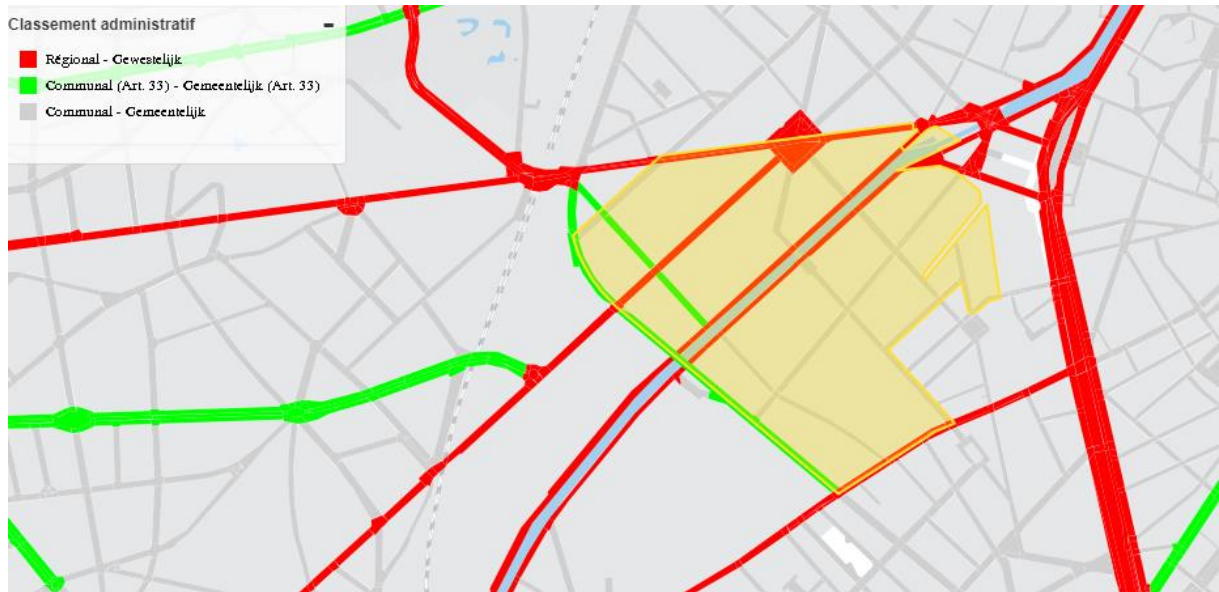 Classement administratif
Régional - Gewestelijk
Communal (Art. 33) - Gemeentelijk (Art. 33)
Communal - Gemeentelijk